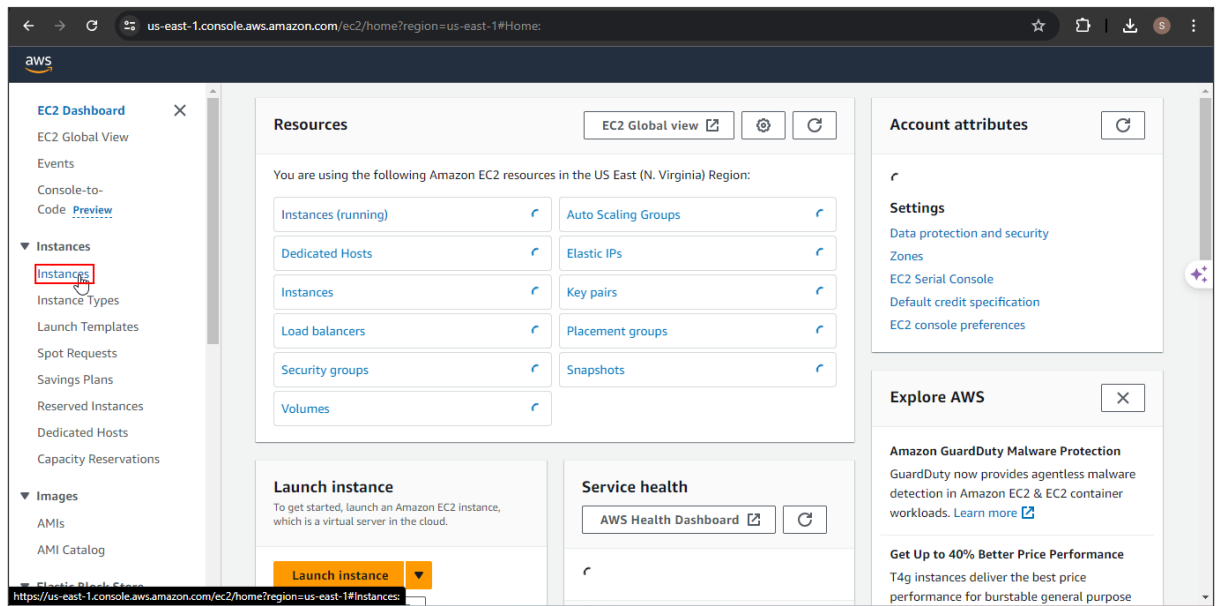 us-east-1.console.aws.amazon.com/ec2/home?region=us-east-1#Home:
S
aws
EC2 Dashboard
EC2 Global View
Events
Console-to-
Code Preview
Instances
Instances
Instance Types
Launch Templates
Spot Requests
Savings Plans
Reserved Instances
Dedicated Hosts
Capacity Reservations
Images
AMIs
AMI Catalog
Elastic Block Store
https://us-east-1.console.aws.amazon.com/ec2/home?region=us-east-1#Instances:
Resources
EC2 Global view
You are using the following Amazon EC2 resources in the US East (N. Virginia) Region:
Instances (running)
Auto Scaling Groups
Dedicated Hosts
Elastic IPs
Instances
Key pairs
Load balancers
Placement groups
Security groups
Snapshots
Volumes
Launch instance
To get started, launch an Amazon EC2 instance,
which is a virtual server in the cloud.
Launch instance
Service health
AWS Health Dashboard
Account attributes
Settings
Data protection and security
Zones
EC2 Serial Console
Default credit specification
EC2 console preferences
Explore AWS
Amazon GuardDuty Malware Protection
GuardDuty now provides agentless malware
detection in Amazon EC2 & EC2 container
workloads. Learn more
Get Up to 40% Better Price Performance
T4g instances deliver the best price
performance for burstable general purpose